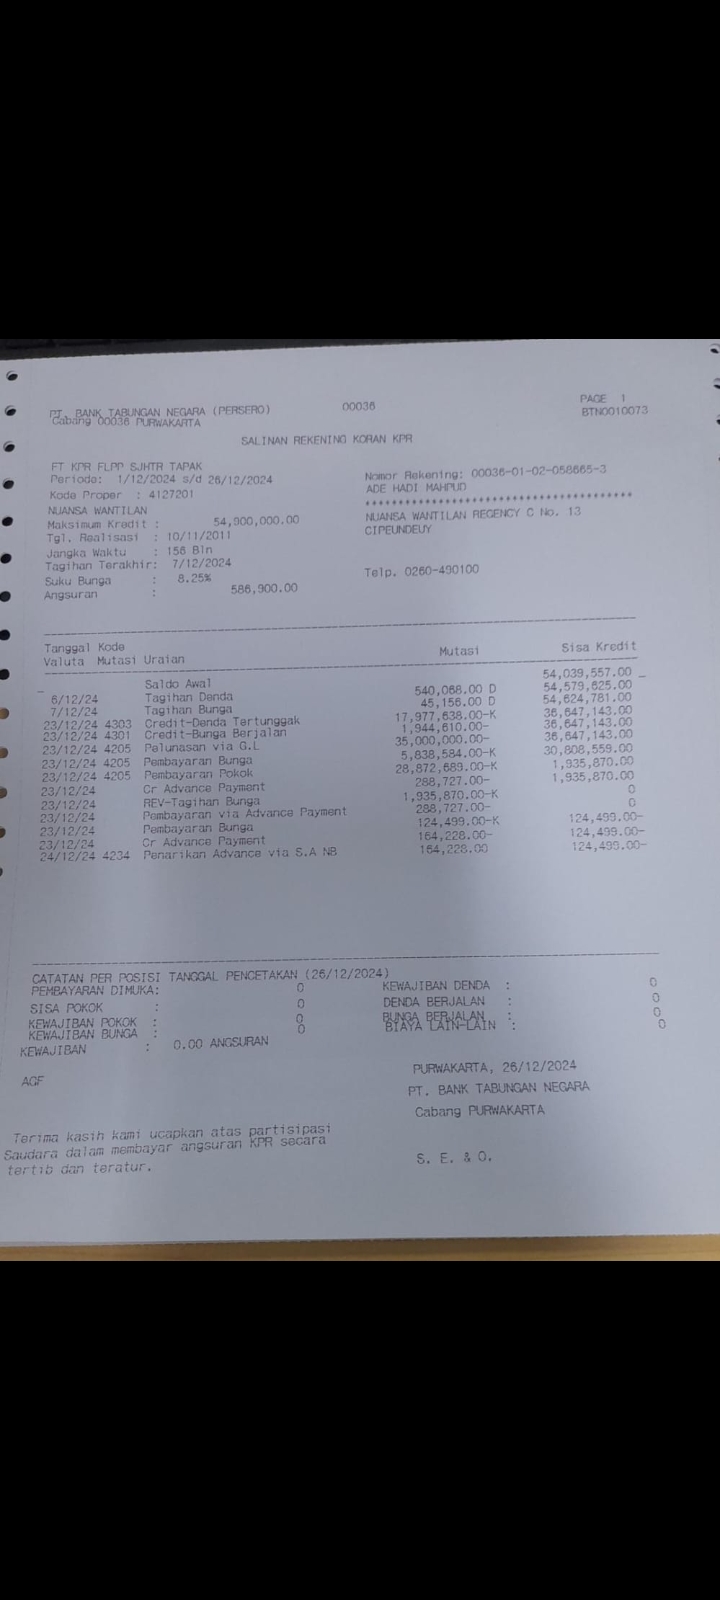 PT. BANK TABUNGAN NEGARA (PERSERO) 00036 PAGE 1
Cabang 00036 PURWAKARTA BTN0010073
SALINAN REKENING KORAN KPR
FT KPR FLPP SJHTR TAPAK Nomor Rekening: 00036-01-02-058665-3
Periode: 1/12/2024 s/d 26/12/2024 ADE HADI MAHPUD
Kode Proper : 4127201 ****************************************
NUANSA WANTILAN NUANSA WANTILAN REGENCY C No. 13
Maksimum Kredit : 54,900,000.00 CIPEUNDEUY
Tgl. Realisasi : 10/11/2011
Jangka Waktu : 156 Bln
Tagihan Terakhir: 7/12/2024 Telp. 0260-490100
Suku Bunga : 8.25%
Angsuran : 586,900.00
Tanggal Kode Mutasi Sisa Kredit
Valuta Mutasi Uraian
Saldo Awal 54,039,557.00
6/12/24 Tagihan Denda 540,068.00 D 54,579,625.00
7/12/24 Tagihan Bunga 45,156.00 D 54,624,781.00
23/12/24 4303 Credit-Denda Tertunggak 17,977,638.00-K 36,647,143.00
23/12/24 4301 Credit-Bunga Berjalan 1,944,610.00- 36,647,143.00
23/12/24 4205 Pelunasan via G.L 35,000,000.00- 36,647,143.00
23/12/24 4205 Pembayaran Bunga 5,838,584.00-K 30,808,559.00
23/12/24 4205 Pembayaran Pokok 28,872,689.00-K 1,935,870.00
23/12/24 Cr Advance Payment 288,727.00- 1,935,870.00
23/12/24 REV-Tagihan Bunga 1,935,870.00-K 0
23/12/24 Pembayaran via Advance Payment 288,727.00- 0
23/12/24 Pembayaran Bunga 124,499.00-K 124,499.00-
23/12/24 Cr Advance Payment 164,228.00- 124,499.00-
24/12/24 4234 Penarikan Advance via S.A NB 164,228.00 124,499.00-
CATATAN PER POSISI TANGGAL PENCETAKAN (26/12/2024)
PEMBAYARAN DIMUKA: 0 KEWAJIBAN DENDA : 0
SISA POKOK : 0 DENDA BERJALAN : 0
KEWAJIBAN POKOK : 0 BUNGA BERJALAN : 0
KEWAJIBAN BUNGA : 0 BIAYA LAIN-LAIN : 0
KEWAJIBAN : 0.00 ANGSURAN
PURWAKARTA, 26/12/2024
AGF PT. BANK TABUNGAN NEGARA
Cabang PURWAKARTA
Terima kasih kami ucapkan atas partisipasi
Saudara dalam membayar angsuran KPR secara
tertib dan teratur. S. E. & O.